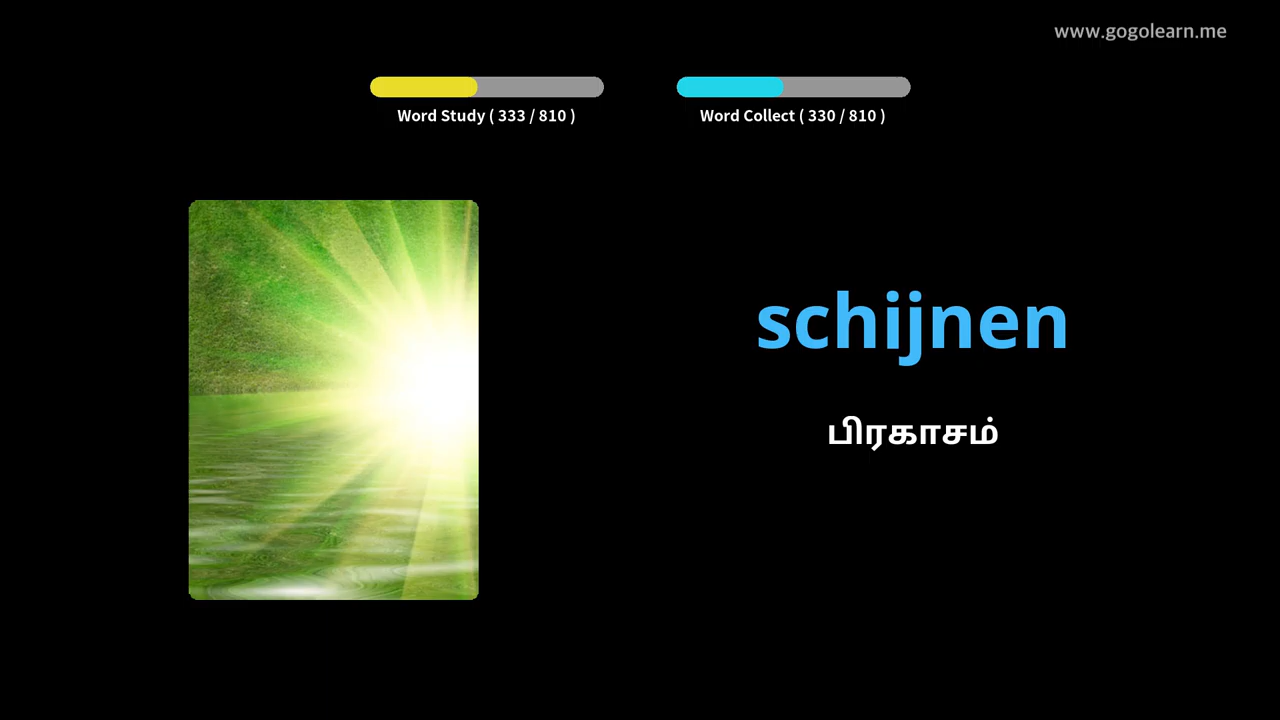 www.gogolearn.me
Word Study ( 333 / 810 )
Word Collect ( 330 / 810 )
schijnen
பிரகாசம்